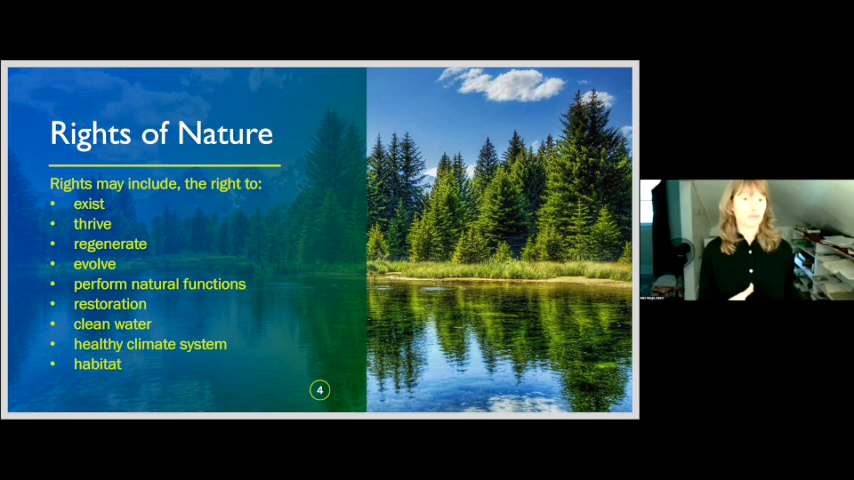 Rights of Nature
Rights may include, the right to:
• exist
• thrive
• regenerate
• evolve
• perform natural functions
• restoration
• clean water
• healthy climate system
• habitat
4